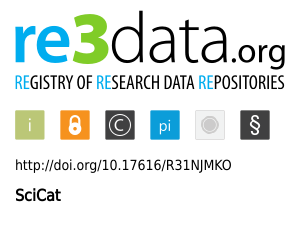 re3data.org
REGISTRY OF RESEARCH DATA REPOSITORIES
i © pi §
http://doi.org/10.17616/R31NJMKO
SciCat